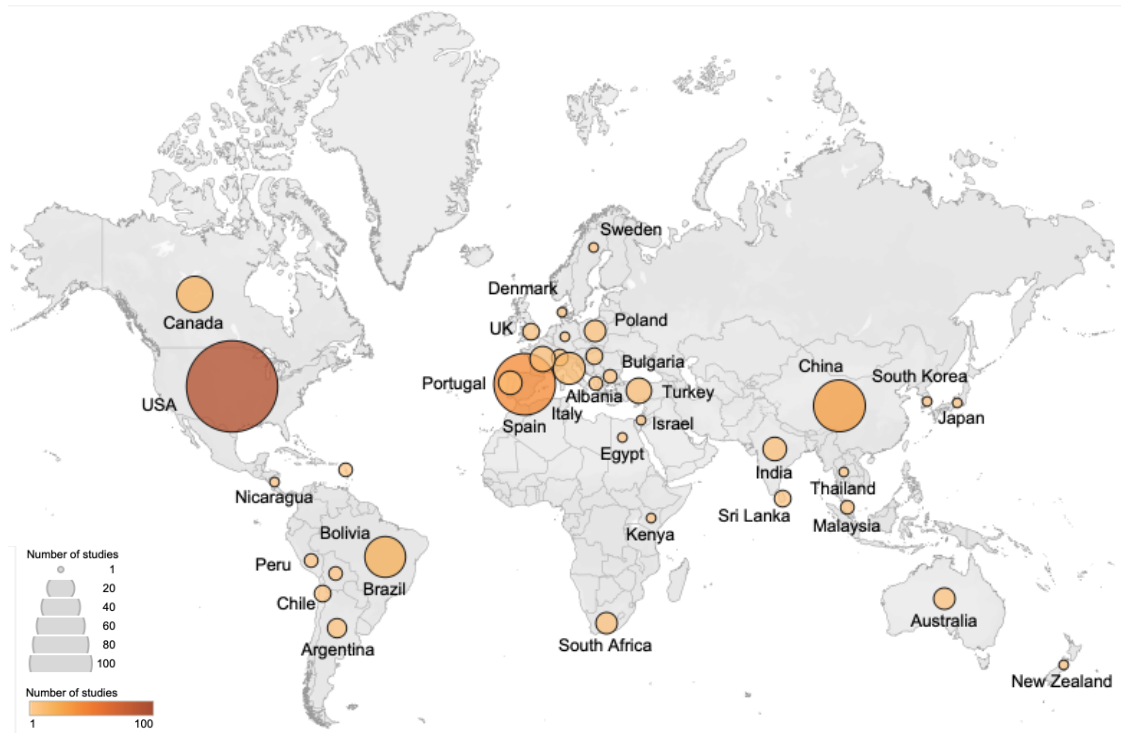 Sweden
Denmark
UK
Poland
Canada
Bulgaria
China
South Korea
Portugal
Albania
Turkey
USA
Italy
Japan
Spain
Israel
Egypt
India
Thailand
Nicaragua
Sri Lanka
Malaysia
Kenya
Bolivia
Peru
Brazil
Chile
Australia
Argentina
South Africa
New Zealand
Number of studies
1
20
40
60
80
100
Number of studies
1 100